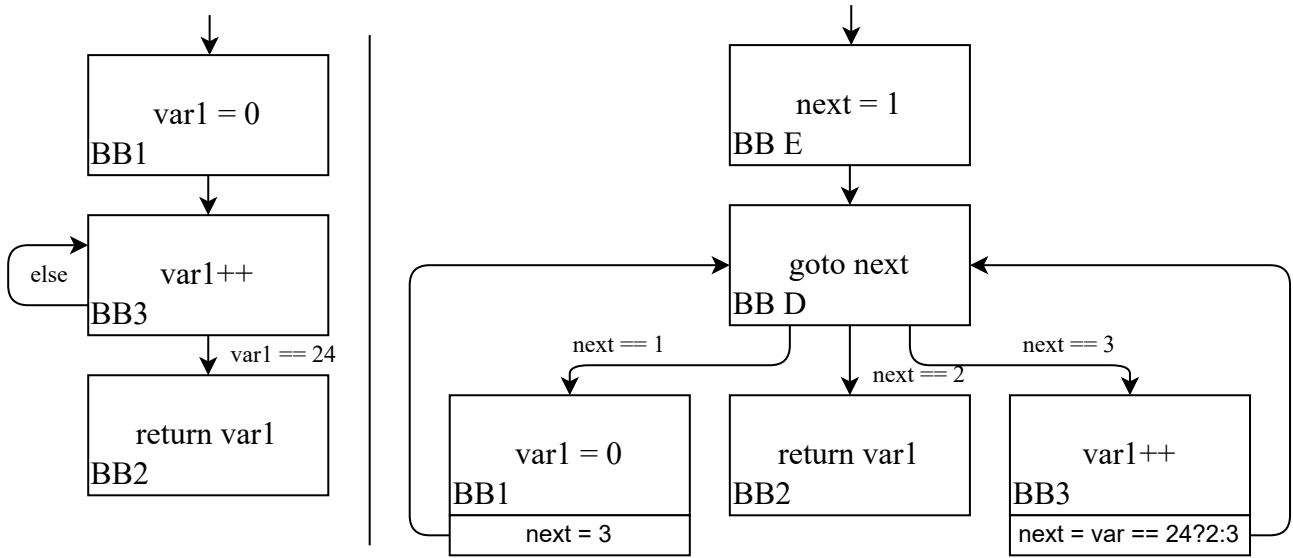 var1 = 0
BB1
else
var1++
BB3
var1 == 24
return var1
BB2
next = 1
BB E
goto next
BB D
next == 1
next == 2
next == 3
var1 = 0
BB1
next = 3
return var1
BB2
var1++
BB3
next = var == 24?2:3